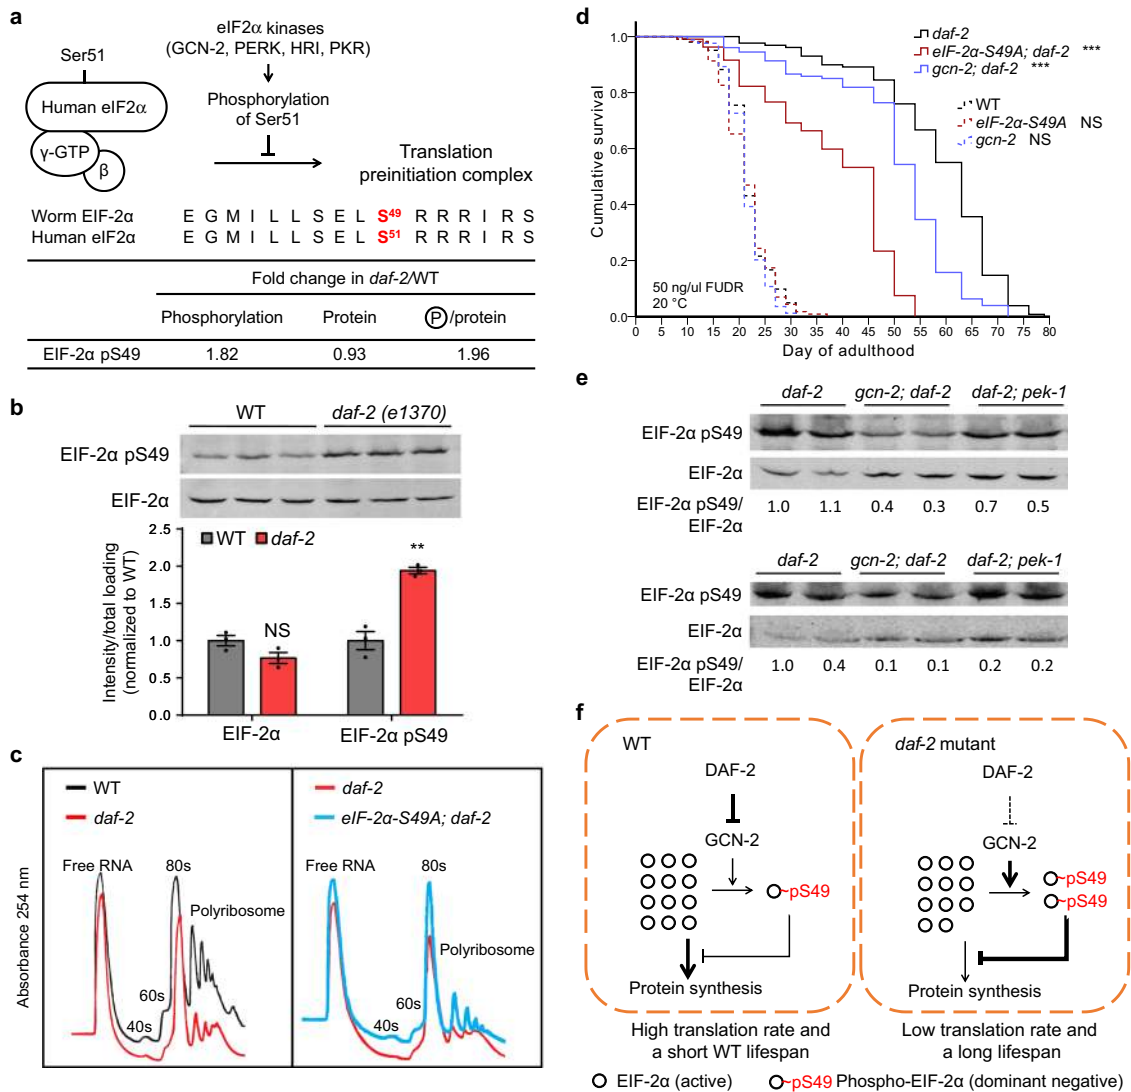 a
eIF2α kinases
(GCN-2, PERK, HRI, PKR)
Ser51
Human eIF2α
γ-GTP
β
Phosphorylation
of Ser51
Translation
preinitiation complex
Worm EIF-2α E G M I L L S E L S49 R R R I R S
Human eIF2α E G M I L L S E L S51 R R R I R S
Fold change in daf-2/WT
Phosphorylation Protein P/protein
EIF-2α pS49 1.82 0.93 1.96
b
WT daf-2 (e1370)
EIF-2α pS49
EIF-2α
Intensity/total loading
(normalized to WT)
2.5
2.0
1.5
1.0
0.5
0.0
WT daf-2
NS
**
EIF-2α EIF-2α pS49
c
Absorbance 254 nm
WT
daf-2
Free RNA
80s
Polyribosome
60s
40s
daf-2
eIF-2α-S49A; daf-2
Free RNA
80s
Polyribosome
60s
40s
d
Cumulative survival
1.0
0.8
0.6
0.4
0.2
0.0
daf-2
eIF-2α-S49A; daf-2 ***
gcn-2; daf-2 ***
WT
eIF-2α-S49A NS
gcn-2 NS
50 ng/ul FUDR
20 °C
0 5 10 15 20 25 30 35 40 45 50 55 60 65 70 75 80
Day of adulthood
e
daf-2 gcn-2; daf-2 daf-2; pek-1
EIF-2α pS49
EIF-2α
EIF-2α pS49/
EIF-2α
1.0 1.1 0.4 0.3 0.7 0.5
daf-2 gcn-2; daf-2 daf-2; pek-1
EIF-2α pS49
EIF-2α
EIF-2α pS49/
EIF-2α
1.0 0.4 0.1 0.1 0.2 0.2
f
WT
DAF-2
GCN-2
~pS49
Protein synthesis
High translation rate and
a short WT lifespan
daf-2 mutant
DAF-2
GCN-2
~pS49
~pS49
Protein synthesis
Low translation rate and
a long lifespan
EIF-2α (active) ~pS49 Phospho-EIF-2α (dominant negative)